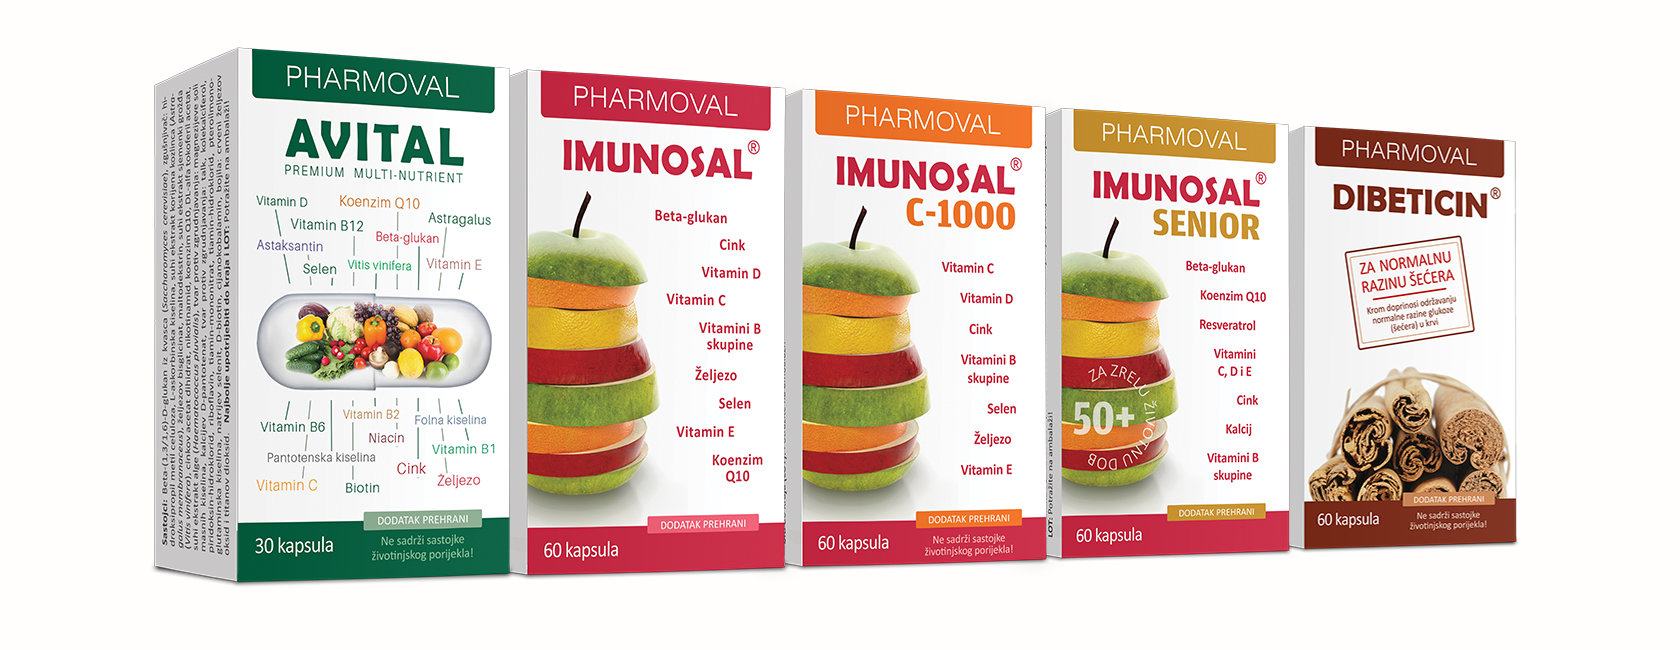 PHARMOVAL
AVITAL
PREMIUM MULTI-NUTRIENT
Vitamin D
Koenzim Q10
Vitamin B12
Astragalus
Astaksantin
Beta-glukan
Selen
Vitis vinifera
Vitamin E
Vitamin B2
Vitamin B6
Folna kiselina
Niacin
Vitamin B1
Pantotenska kiselina
Cink
Željezo
Vitamin C
Biotin
DODATAK PREHRANI
30 kapsula
Ne sadrži sastojke
životinjskog porijekla!
PHARMOVAL
IMUNOSAL®
Beta-glukan
Cink
Vitamin D
Vitamin C
Vitamini B
skupine
Željezo
Selen
Vitamin E
Koenzim
Q10
DODATAK PREHRANI
60 kapsula
PHARMOVAL
IMUNOSAL®
C-1000
Vitamin C
Vitamin D
Cink
Vitamini B
skupine
Selen
Željezo
Vitamin E
DODATAK PREHRANI
60 kapsula
Ne sadrži sastojke
životinjskog porijekla!
LOT: Potražite na ambalaži!
PHARMOVAL
IMUNOSAL®
SENIOR
Beta-glukan
Koenzim Q10
Resveratrol
Vitamini
C, D i E
Cink
Kalcij
Vitamini B
skupine
ZA ZRELU ŽIVOTNU DOB
50+
DODATAK PREHRANI
60 kapsula
PHARMOVAL
DIBETICIN®
ZA NORMALNU
RAZINU ŠEĆERA
Krom doprinosi održavanju
normalne razine glukoze
(šećera) u krvi
DODATAK PREHRANI
60 kapsula
Ne sadrži sastojke
životinjskog porijekla!